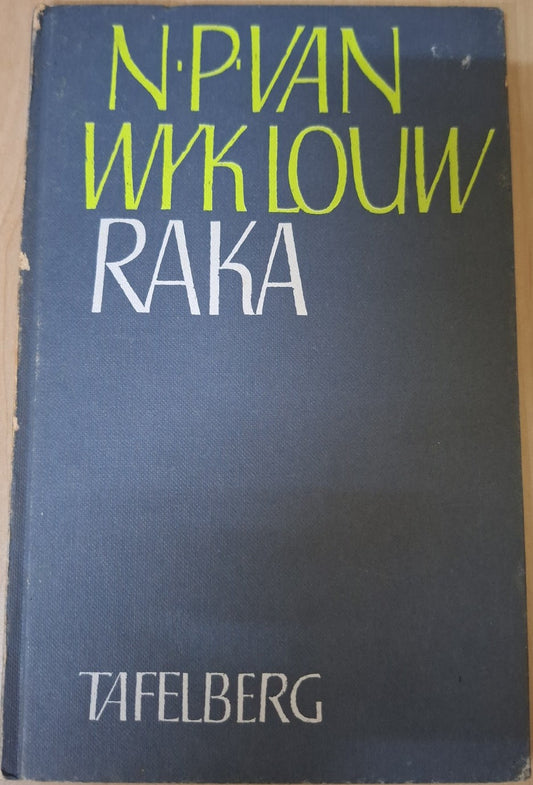 N·P·VAN
WYK LOUW
RAKA
TAFELBERG